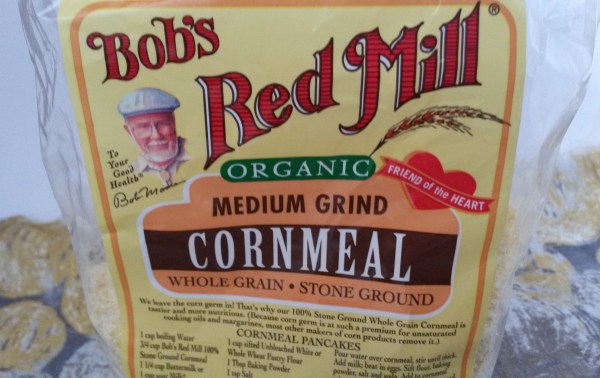 Bob's
Red Mill®
To
Your
Good
Health®
Bob Moore
ORGANIC
FRIEND of the HEART
MEDIUM GRIND
CORNMEAL
WHOLE GRAIN • STONE GROUND
We leave the corn germ in! That's why our 100% Stone Ground Whole Grain Cornmeal is
tastier and more nutritious. (Because corn germ is at such a premium for unsaturated
cooking oils and margarines, most other makers of corn products remove it.)
CORNMEAL PANCAKES
1 cup boiling Water
3/4 cup Bob's Red Mill 100%
Stone Ground Cornmeal
1 1/4 cup Buttermilk or
1 cup sour Milk
1 cup sifted Unbleached White or
Whole Wheat Pastry Flour
1 Tbsp Baking Powder
1 tsp Salt
Pour water over cornmeal, stir until thick.
Add milk; beat in eggs. Sift flour, baking
powder, salt and soda. Add to cornmeal